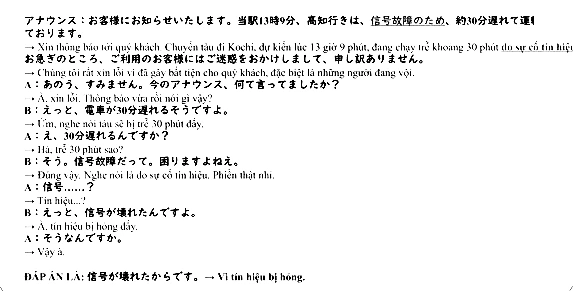 アナウンス：お客様にお知らせいたします。当駅13時9分、高知行きは、信号故障のため、約30分遅れて運
ております。
→ Xin thông báo tới quý khách. Chuyến tàu đi Kochi, dự kiến lúc 13 giờ 9 phút, đang chạy trễ khoảng 30 phút do sự cố tín hiệu
お急ぎのところ、ご利用のお客様にはご迷惑をおかけしまして、申し訳ありません。
→ Chúng tôi rất xin lỗi vì đã gây bất tiện cho quý khách, đặc biệt là những người đang vội.
A：あのう、すみません。今のアナウンス、何て言ってましたか？
→ À, xin lỗi. Thông báo vừa rồi nói gì vậy?
B：えっと、電車が30分遅れるそうですよ。
→ Ừm, nghe nói tàu sẽ bị trễ 30 phút đấy.
A：え、30分遅れるんですか？
→ Hả, trễ 30 phút sao?
B：そう。信号故障だって。困りますよねえ。
→ Đúng vậy. Nghe nói là do sự cố tín hiệu. Phiền thật nhỉ.
A：信号……？
→ Tín hiệu...?
B：えっと、信号が壊れたんですよ。
→ À, tín hiệu bị hỏng đấy.
A：そうなんですか。
→ Vậy à.
ĐÁP ÁN LÀ: 信号が壊れたからです。→ Vì tín hiệu bị hỏng.